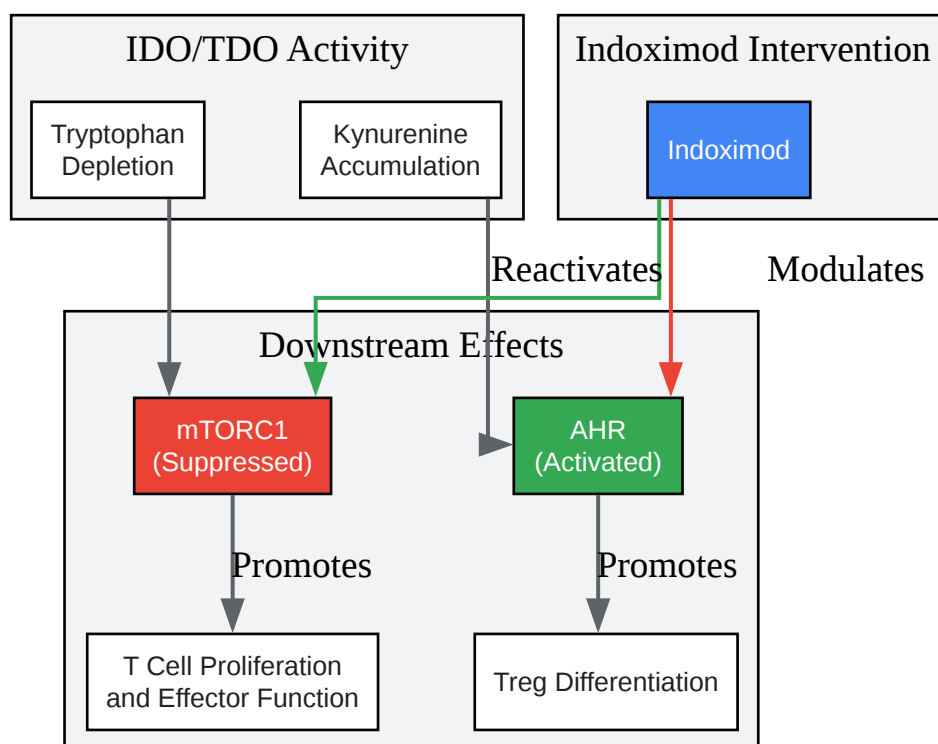 IDO/TDO Activity
Indoximod Intervention
Tryptophan
Depletion
Kynurenine
Accumulation
Indoximod
Reactivates
Modulates
Downstream Effects
mTORC1
(Suppressed)
AHR
(Activated)
Promotes
Promotes
T Cell Proliferation
and Effector Function
Treg Differentiation